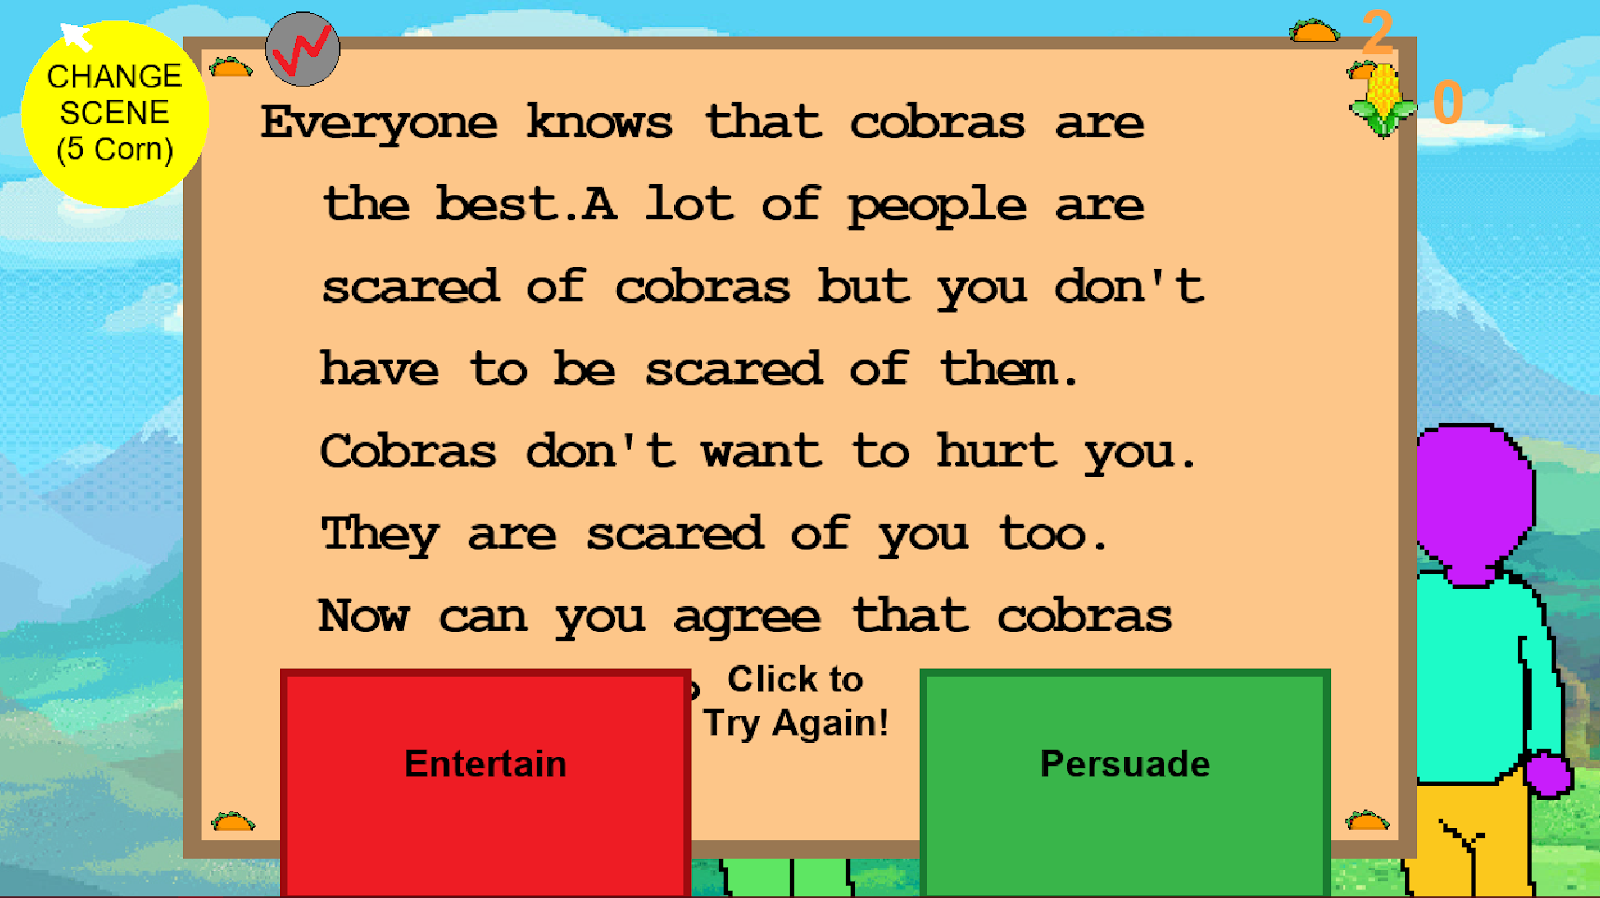 2
CHANGE
SCENE
(5 Corn)
0
Everyone knows that cobras are
the best.A lot of people are
scared of cobras but you don't
have to be scared of them.
Cobras don't want to hurt you.
They are scared of you too.
Now can you agree that cobras
Click to
Try Again!
Entertain
Persuade